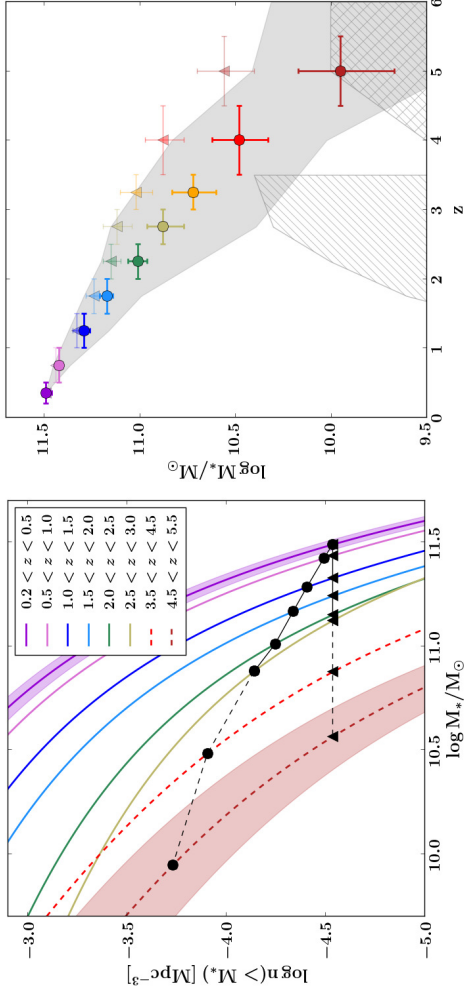 −3.0
−3.5
−4.0
−4.5
−5.0
log n(> M∗) [Mpc⁻³]
10.0
10.5
11.0
11.5
log M∗/M⊙
0.2 < z < 0.5
0.5 < z < 1.0
1.0 < z < 1.5
1.5 < z < 2.0
2.0 < z < 2.5
2.5 < z < 3.0
3.5 < z < 4.5
4.5 < z < 5.5
11.5
11.0
10.5
10.0
9.5
log M∗/M⊙
0
1
2
3
4
5
6
z